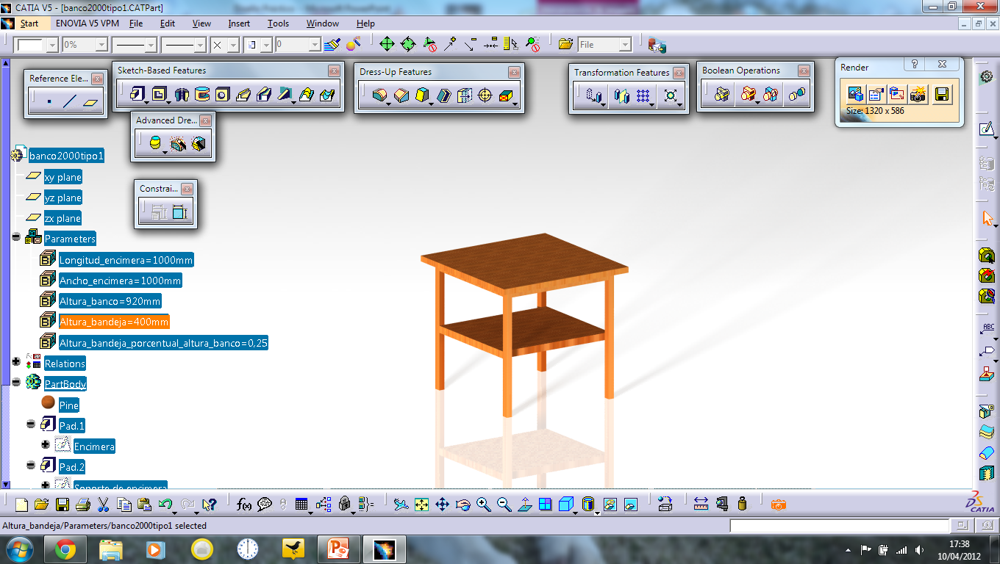 CATIA V5 - [banco2000tipo1.CATPart]
Start ENOVIA V5 VPM File Edit View Insert Tools Window Help
0% 0 File
Reference Ele...
Sketch-Based Features
Dress-Up Features
Transformation Features
Boolean Operations
Render
Size: 1320 x 586
Advanced Dre...
Constrai...
banco2000tipo1
xy plane
yz plane
zx plane
Parameters
Longitud_encimera=1000mm
Ancho_encimera=1000mm
Altura_banco=920mm
Altura_bandeja=400mm
Altura_bandeja_porcentual_altura_banco=0,25
Relations
PartBody
Pine
Pad.1
Encimera
Pad.2
Soporte de encimera
ABC
f(x)
CATIA
Altura_bandeja/Parameters/banco2000tipo1 selected
17:38
10/04/2012